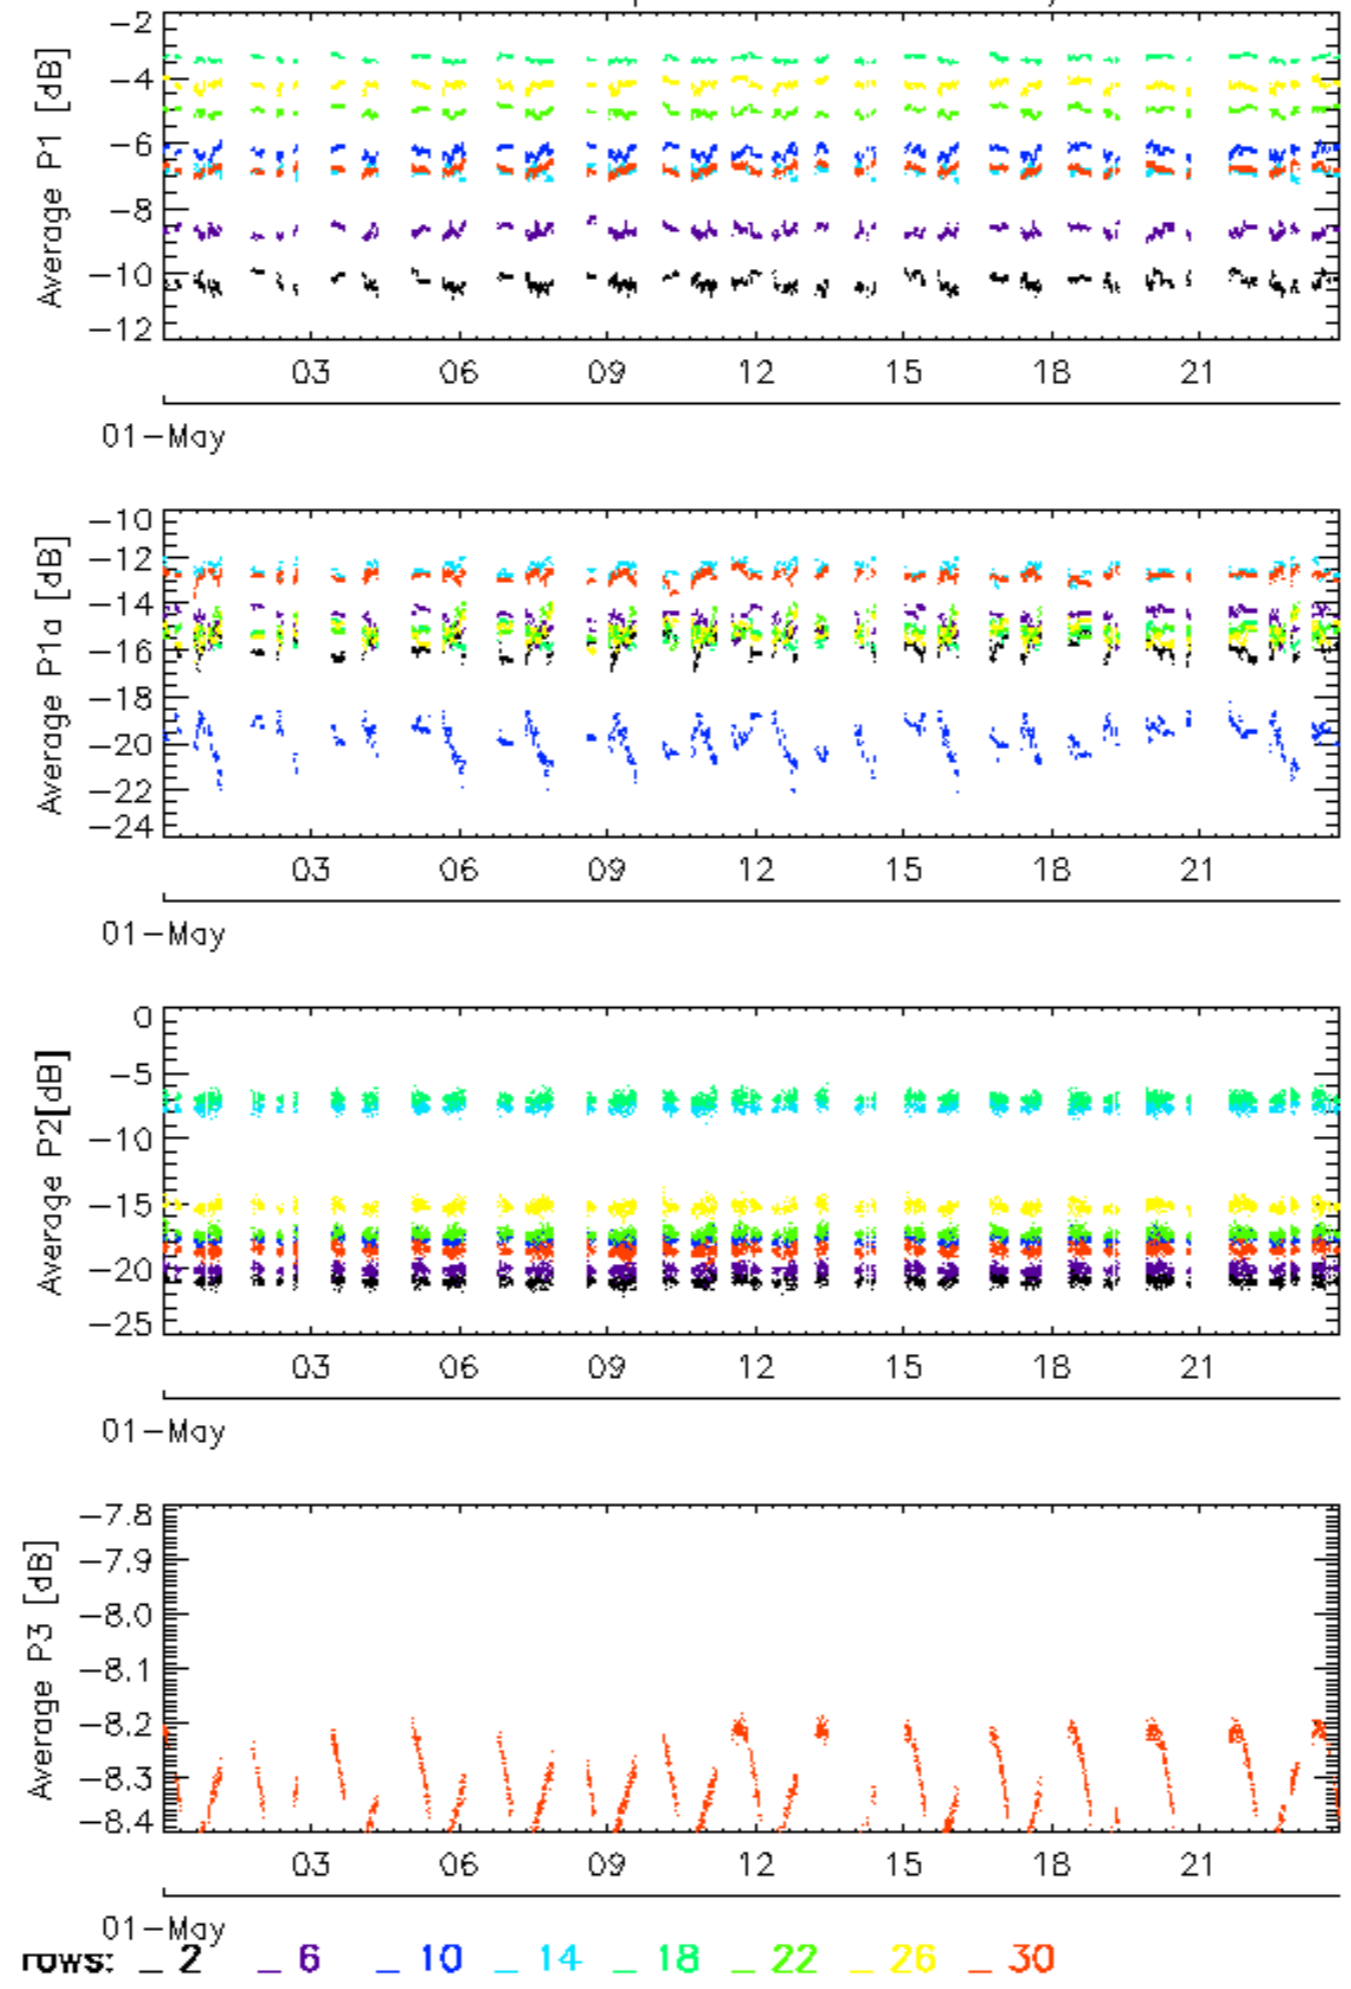 -2
-4
-6
-8
-10
-12
Average P1 [dB]
03 06 09 12 15 18 21
01-May
-10
-12
-14
-16
-18
-20
-22
-24
Average P1a [dB]
03 06 09 12 15 18 21
01-May
0
-5
-10
-15
-20
-25
Average P2[dB]
03 06 09 12 15 18 21
01-May
-7.8
-7.9
-8.0
-8.1
-8.2
-8.3
-8.4
Average P3 [dB]
03 06 09 12 15 18 21
01-May
rows: _ 2 _ 6 _ 10 _ 14 _ 18 _ 22 _ 26 _ 30